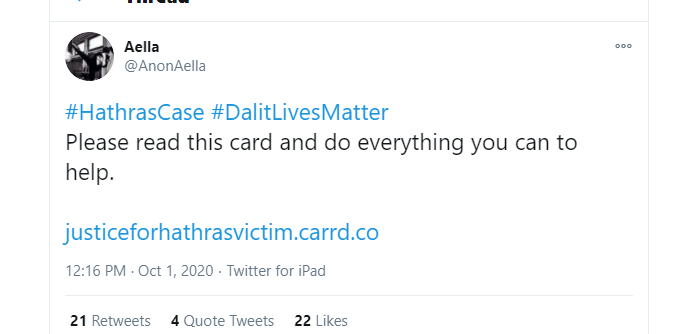 Aella
@AnonAella
#HathrasCase #DalitLivesMatter
Please read this card and do everything you can to
help.
justiceforhathrasvictim.carrd.co
12:16 PM · Oct 1, 2020 · Twitter for iPad
21 Retweets 4 Quote Tweets 22 Likes